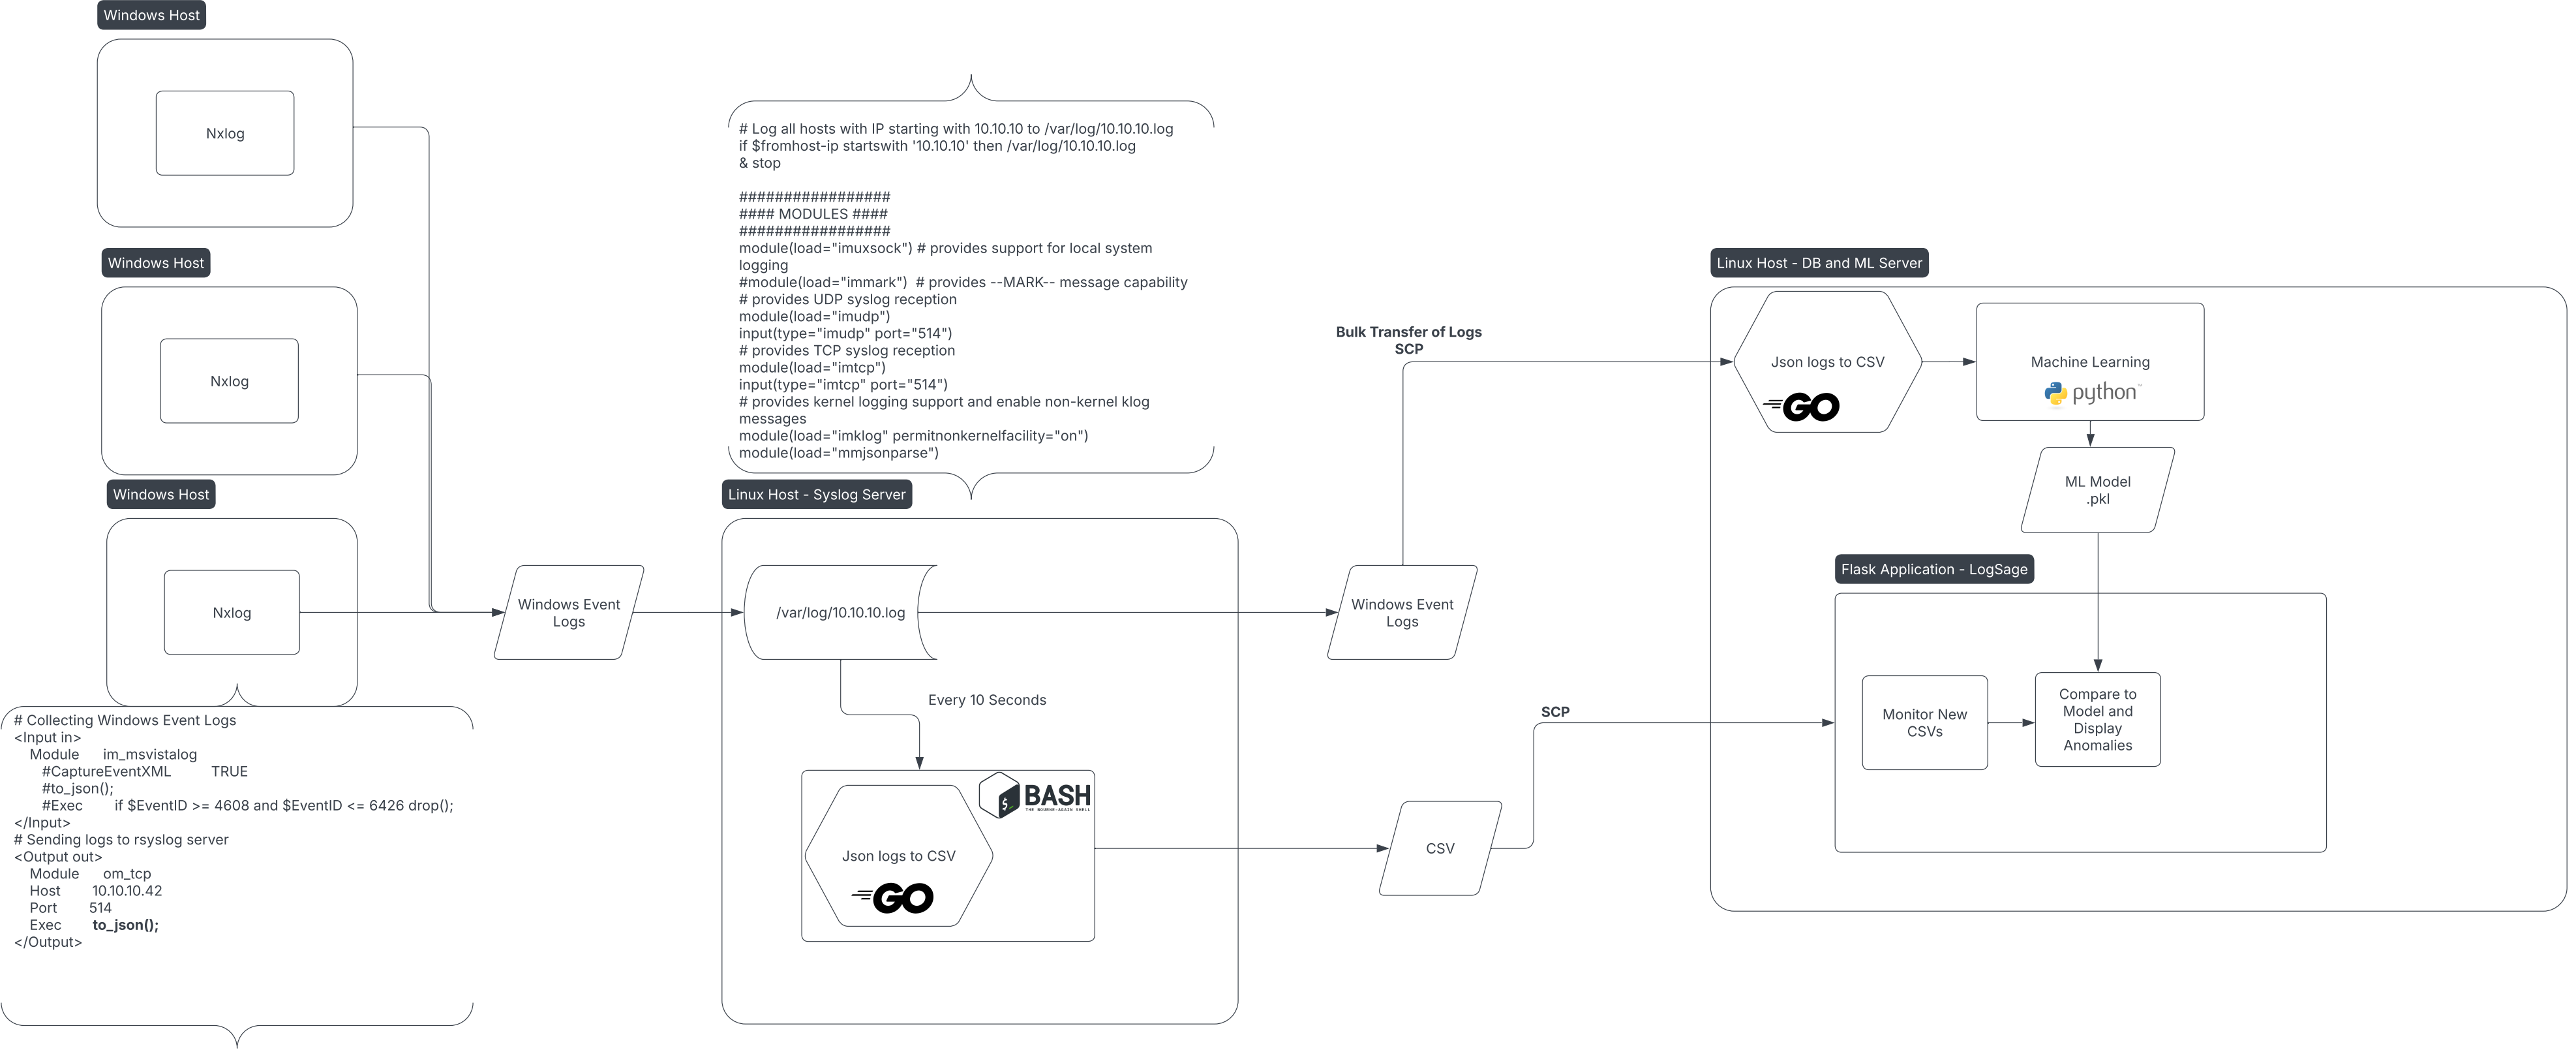 Windows Host
Nxlog
Windows Host
Nxlog
Windows Host
Nxlog
# Collecting Windows Event Logs
<Input in>
    Module      im_msvistalog
       #CaptureEventXML          TRUE
       #to_json();
       #Exec        if $EventID >= 4608 and $EventID <= 6426 drop();
</Input>
# Sending logs to rsyslog server
<Output out>
    Module      om_tcp
    Host        10.10.10.42
    Port        514
    Exec        to_json();
</Output>
Windows Event
Logs
# Log all hosts with IP starting with 10.10.10 to /var/log/10.10.10.log
if $fromhost-ip startswith '10.10.10' then /var/log/10.10.10.log
& stop
#################
#### MODULES ####
#################
module(load="imuxsock") # provides support for local system
logging
#module(load="immark")  # provides --MARK-- message capability
# provides UDP syslog reception
module(load="imudp")
input(type="imudp" port="514")
# provides TCP syslog reception
module(load="imtcp")
input(type="imtcp" port="514")
# provides kernel logging support and enable non-kernel klog
messages
module(load="imklog" permitnonkernelfacility="on")
module(load="mmjsonparse")
Linux Host - Syslog Server
/var/log/10.10.10.log
Every 10 Seconds
BASH
THE BOURNE-AGAIN SHELL
Json logs to CSV
GO
Windows Event
Logs
Bulk Transfer of Logs
SCP
CSV
SCP
Linux Host - DB and ML Server
Json logs to CSV
GO
Machine Learning
python™
ML Model
.pkl
Flask Application - LogSage
Monitor New
CSVs
Compare to
Model and
Display
Anomalies